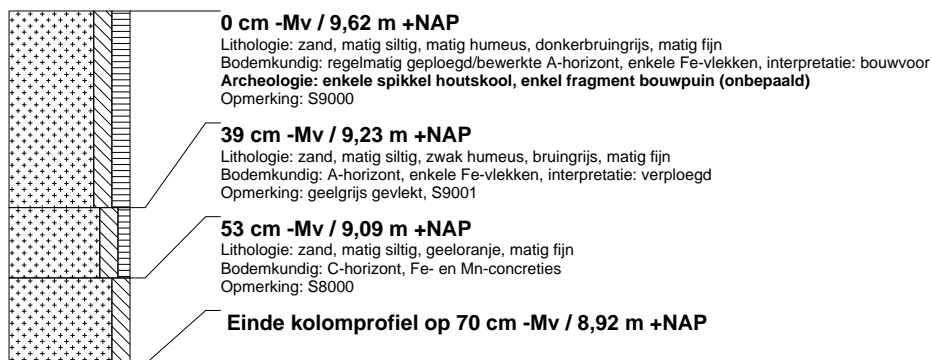 0 cm -Mv / 9,62 m +NAP
Lithologie: zand, matig siltig, matig humeus, donkerbruingrijs, matig fijn
Bodemkundig: regelmatig geploegd/bewerkte A-horizont, enkele Fe-vlekken, interpretatie: bouwvoor
Archeologie: enkele spikkel houtskool, enkel fragment bouwpuin (onbepaald)
Opmerking: S9000
39 cm -Mv / 9,23 m +NAP
Lithologie: zand, matig siltig, zwak humeus, bruingrijs, matig fijn
Bodemkundig: A-horizont, enkele Fe-vlekken, interpretatie: verploegd
Opmerking: geelgrijs gevlekt, S9001
53 cm -Mv / 9,09 m +NAP
Lithologie: zand, matig siltig, geeloranje, matig fijn
Bodemkundig: C-horizont, Fe- en Mn-concreties
Opmerking: S8000
Einde kolomprofiel op 70 cm -Mv / 8,92 m +NAP